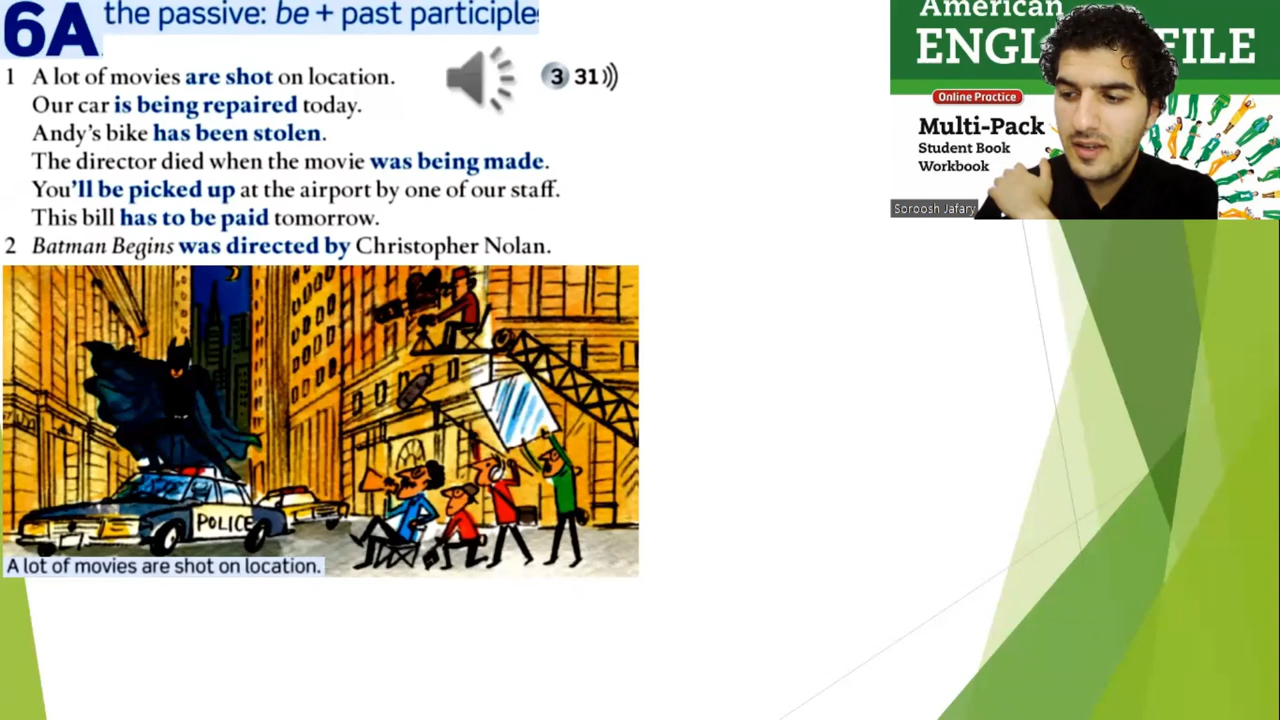 6A the passive: be + past participle
1 A lot of movies are shot on location.
3 31
Our car is being repaired today.
Andy's bike has been stolen.
The director died when the movie was being made.
You'll be picked up at the airport by one of our staff.
This bill has to be paid tomorrow.
2 Batman Begins was directed by Christopher Nolan.
POLICE
A lot of movies are shot on location.
American
Online Practice
Multi-Pack
Student Book
Workbook
Soroosh Jafary